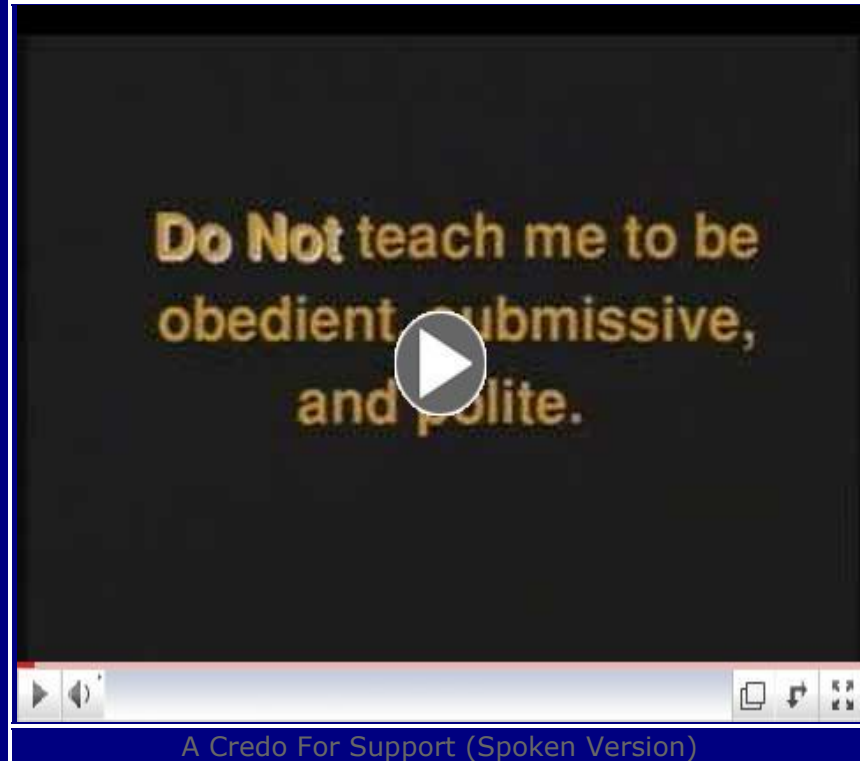 Do Not teach me to be
obedient, submissive,
and polite.
A Credo For Support (Spoken Version)